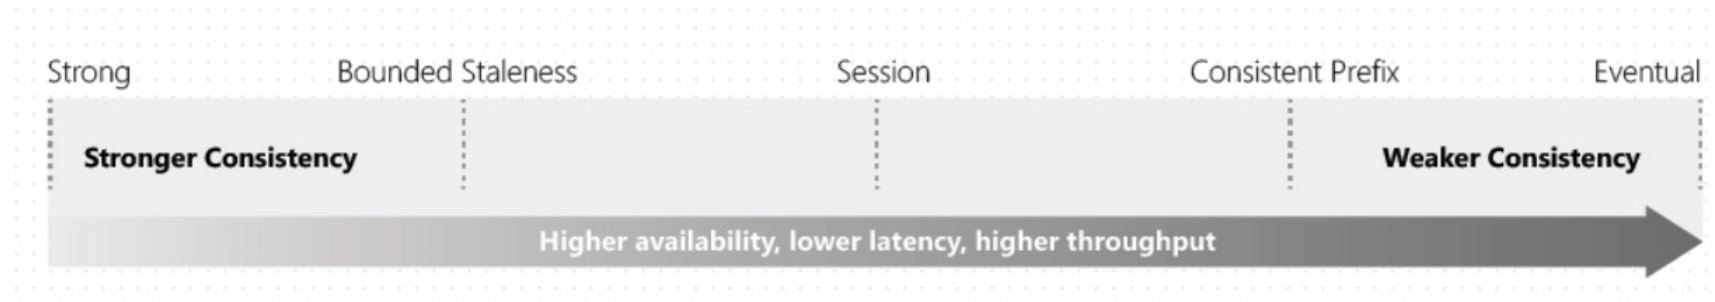 Strong Bounded Staleness Session Consistent Prefix Eventual
Stronger Consistency Weaker Consistency
Higher availability, lower latency, higher throughput